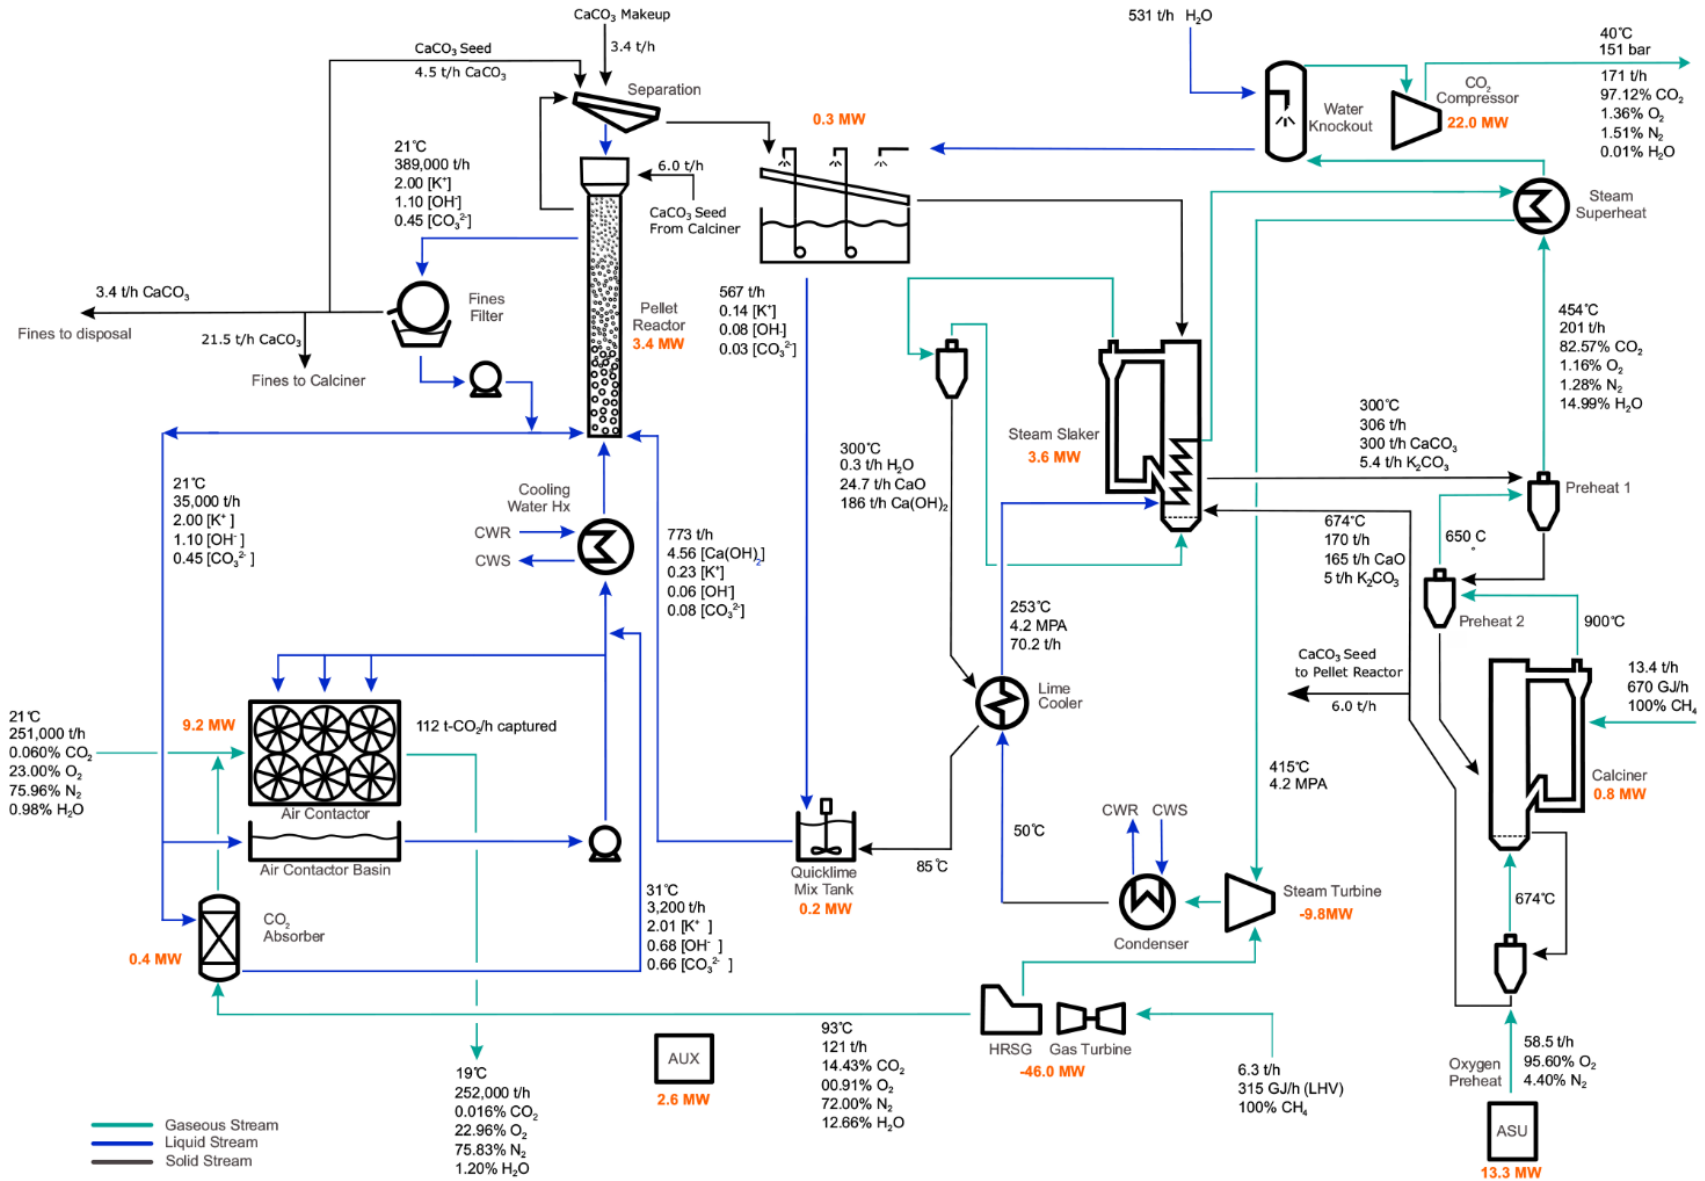 CaCO₃ Makeup
3.4 t/h
CaCO₃ Seed
4.5 t/h CaCO₃
Separation
531 t/h H₂O
40℃
151 bar
171 t/h
97.12% CO₂
1.36% O₂
1.51% N₂
0.01% H₂O
CO₂
Compressor
22.0 MW
Water
Knockout
0.3 MW
21℃
389,000 t/h
2.00 [K⁺]
1.10 [OH⁻]
0.45 [CO₃²⁻]
6.0 t/h
CaCO₃ Seed
From Calciner
Steam
Superheat
3.4 t/h CaCO₃
Fines to disposal
21.5 t/h CaCO₃
Fines to Calciner
Fines
Filter
Pellet
Reactor
3.4 MW
567 t/h
0.14 [K⁺]
0.08 [OH⁻]
0.03 [CO₃²⁻]
454℃
201 t/h
82.57% CO₂
1.16% O₂
1.28% N₂
14.99% H₂O
Steam Slaker
3.6 MW
300℃
0.3 t/h H₂O
24.7 t/h CaO
186 t/h Ca(OH)₂
300℃
306 t/h
300 t/h CaCO₃
5.4 t/h K₂CO₃
Preheat 1
21℃
35,000 t/h
2.00 [K⁺ ]
1.10 [OH⁻ ]
0.45 [CO₃²⁻ ]
Cooling
Water Hx
CWR
CWS
773 t/h
4.56 [Ca(OH)₂]
0.23 [K⁺]
0.06 [OH⁻]
0.08 [CO₃²⁻]
674℃
170 t/h
165 t/h CaO
5 t/h K₂CO₃
650 C
°
Preheat 2
900℃
253℃
4.2 MPA
70.2 t/h
CaCO₃ Seed
to Pellet Reactor
6.0 t/h
13.4 t/h
670 GJ/h
100% CH₄
Lime
Cooler
21℃
251,000 t/h
0.060% CO₂
23.00% O₂
75.96% N₂
0.98% H₂O
9.2 MW
112 t-CO₂/h captured
Air Contactor
Air Contactor Basin
415℃
4.2 MPA
Calciner
0.8 MW
CWR
CWS
50℃
85℃
Quicklime
Mix Tank
0.2 MW
Condenser
Steam Turbine
-9.8MW
674℃
31℃
3,200 t/h
2.01 [K⁺ ]
0.68 [OH⁻ ]
0.66 [CO₃²⁻ ]
CO₂
Absorber
0.4 MW
HRSG
Gas Turbine
-46.0 MW
AUX
2.6 MW
93℃
121 t/h
14.43% CO₂
00.91% O₂
72.00% N₂
12.66% H₂O
6.3 t/h
315 GJ/h (LHV)
100% CH₄
Oxygen
Preheat
58.5 t/h
95.60% O₂
4.40% N₂
ASU
13.3 MW
19℃
252,000 t/h
0.016% CO₂
22.96% O₂
75.83% N₂
1.20% H₂O
Gaseous Stream
Liquid Stream
Solid Stream